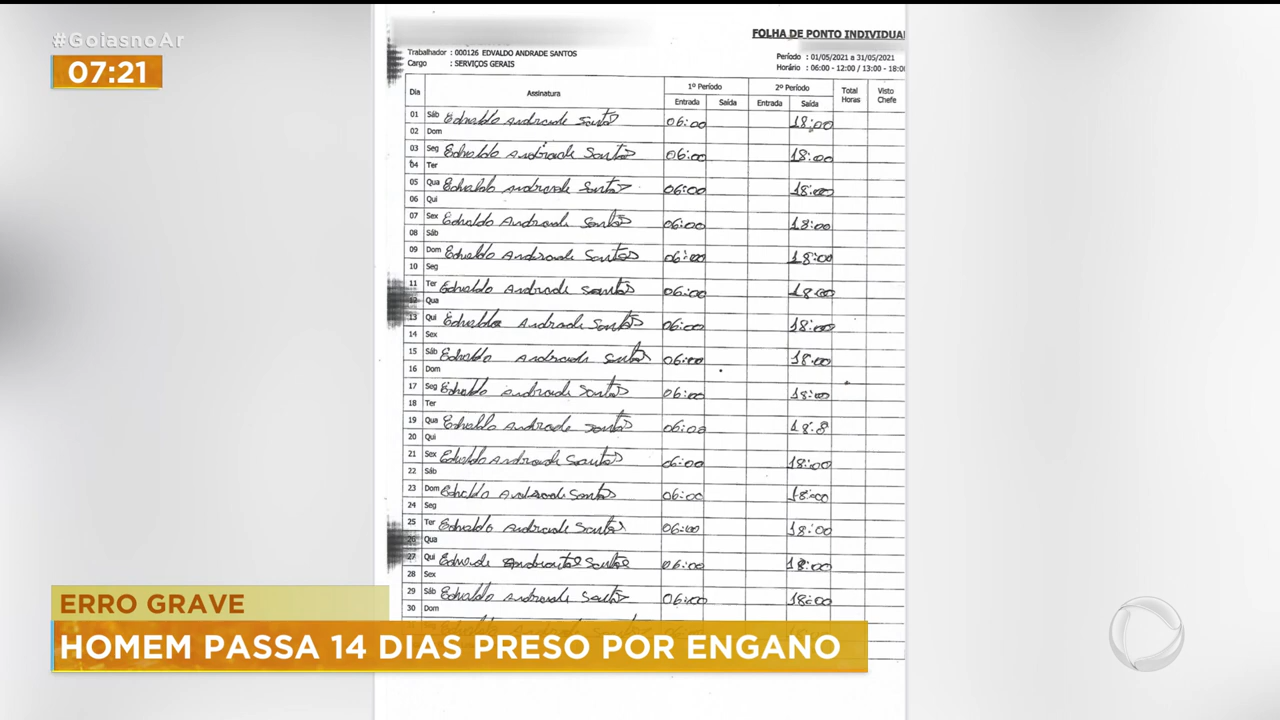 #GoiasnoAr
07:21
FOLHA DE PONTO INDIVIDUAL
Trabalhador : 000126 EDVALDO ANDRADE SANTOS
Cargo : SERVIÇOS GERAIS
Período : 01/05/2021 a 31/05/2021
Horário : 06:00 - 12:00 / 13:00 - 18:00
Dia Assinatura 1º Período 2º Período Total Horas Visto Chefe
Entrada Saída Entrada Saída
01 Sáb Edvaldo Andrade Santos 06:00 18:00
02 Dom
03 Seg Edvaldo Andrade Santos 06:00 18:00
04 Ter
05 Qua Edvaldo Andrade Santos 06:00 18:00
06 Qui
07 Sex Edvaldo Andrade Santos 06:00 18:00
08 Sáb
09 Dom Edvaldo Andrade Santos 06:00 18:00
10 Seg
11 Ter Edvaldo Andrade Santos 06:00 18:00
12 Qua
13 Qui Edvaldo Andrade Santos 06:00 18:00
14 Sex
15 Sáb Edvaldo Andrade Santos 06:00 18:00
16 Dom
17 Seg Edvaldo Andrade Santos 06:00 18:00
18 Ter
19 Qua Edvaldo Andrade Santos 06:00 18:8
20 Qui
21 Sex Edvaldo Andrade Santos 06:00 18:00
22 Sáb
23 Dom Edvaldo Andrade Santos 06:00 18:00
24 Seg
25 Ter Edvaldo Andrade Santos 06:00 18:00
26 Qua
27 Qui Santos 06:00 18:00
28 Sex
29 Sáb Edvaldo Andrade Santos 06:00 18:00
30 Dom
ERRO GRAVE
HOMEM PASSA 14 DIAS PRESO POR ENGANO